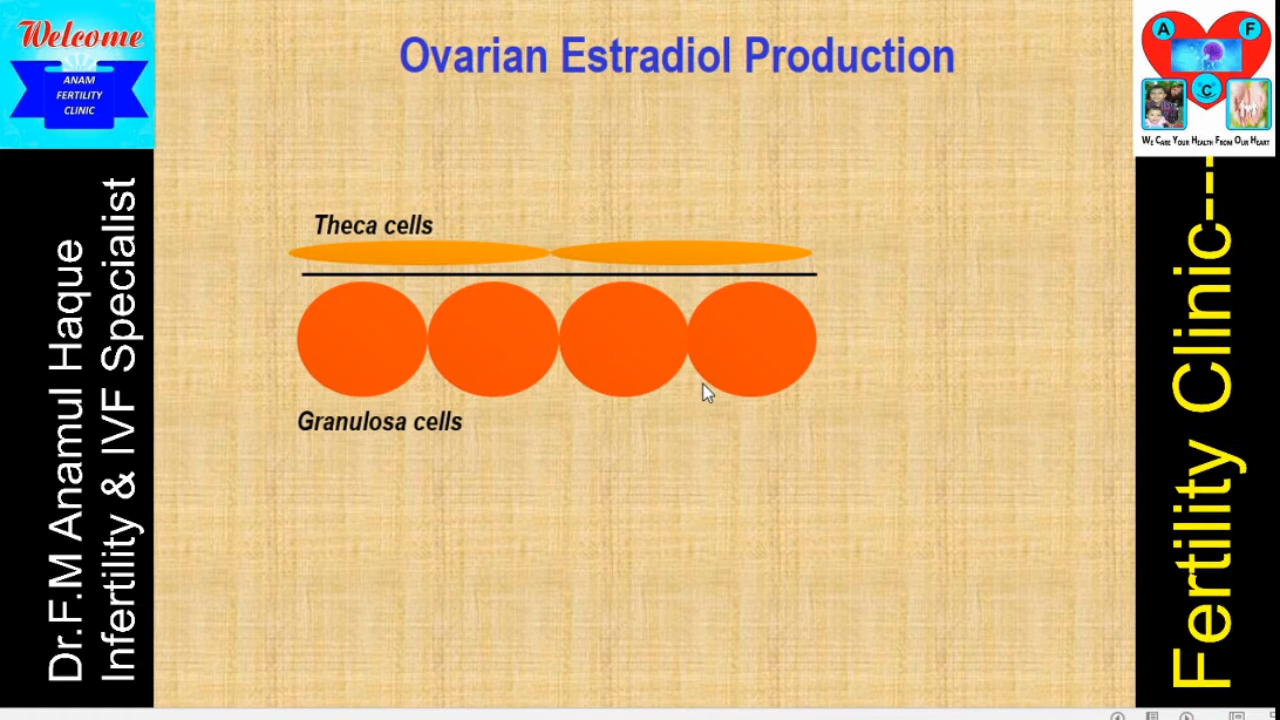 Welcome
ANAM
FERTILITY
CLINIC
Ovarian Estradiol Production
A
F
C
WE CARE YOUR HEALTH FROM OUR HEART
Theca cells
Granulosa cells
Dr.F.M Anamul Haque
Infertility & IVF Specialist
Fertility Clinic---